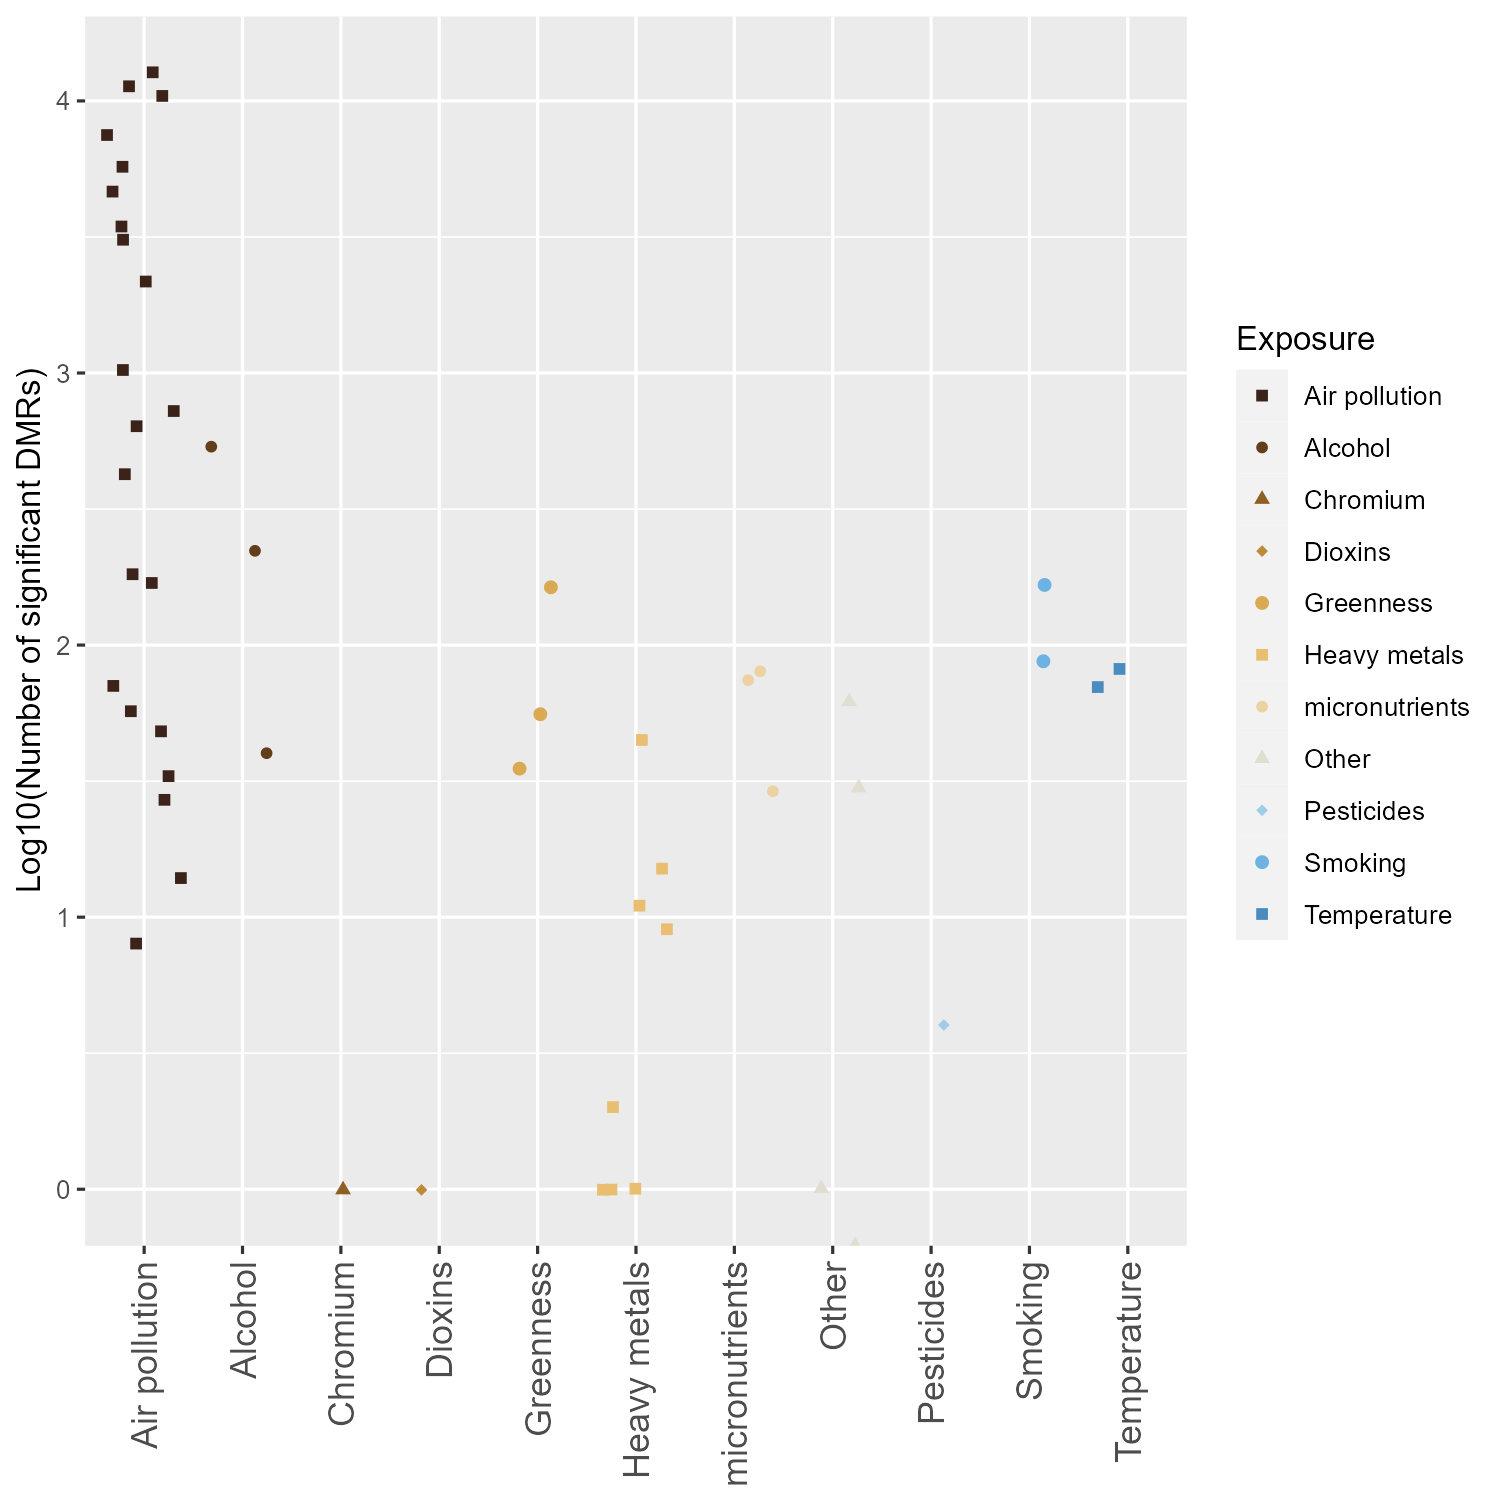 Log10(Number of significant DMRs)
4
3
2
1
0
Air pollution
Alcohol
Chromium
Dioxins
Greenness
Heavy metals
micronutrients
Other
Pesticides
Smoking
Temperature
Exposure
Air pollution
Alcohol
Chromium
Dioxins
Greenness
Heavy metals
micronutrients
Other
Pesticides
Smoking
Temperature